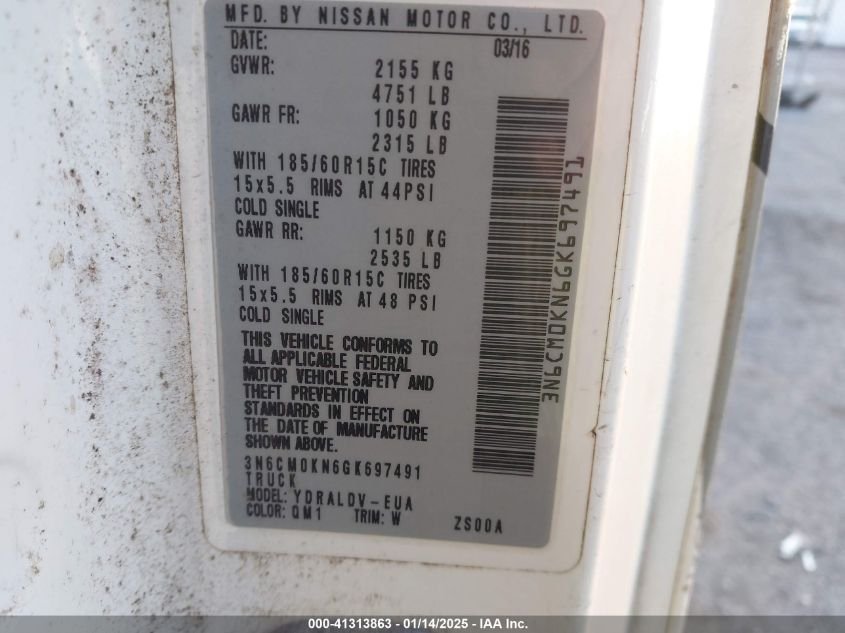 MFD. BY NISSAN MOTOR CO., LTD.
DATE: 03/16
GVWR: 2155 KG
4751 LB
GAWR FR: 1050 KG
2315 LB
WITH 185/60R15C TIRES
15x5.5 RIMS AT 44PSI
COLD SINGLE
GAWR RR: 1150 KG
2535 LB
WITH 185/60R15C TIRES
15x5.5 RIMS AT 48 PSI
COLD SINGLE
THIS VEHICLE CONFORMS TO
ALL APPLICABLE FEDERAL
MOTOR VEHICLE SAFETY AND
THEFT PREVENTION
STANDARDS IN EFFECT ON
THE DATE OF MANUFACTURE
SHOWN ABOVE.
3N6CM0KN6GK697491
TRUCK
MODEL: YDRALDV-EUA
COLOR: QM1 TRIM: W ZS00A
3N6CM0KN6GK697491
000-41313863 - 01/14/2025 - IAA Inc.